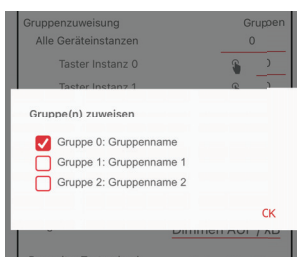 Gruppenzuweisung Gruppen
Alle Geräteinstanzen 0
Taster Instanz 0
Taster Instanz 1
Gruppe(n) zuweisen
Gruppe 0: Gruppenname
Gruppe 1: Gruppenname 1
Gruppe 2: Gruppenname 2
CK
Dimmen AUF / AB